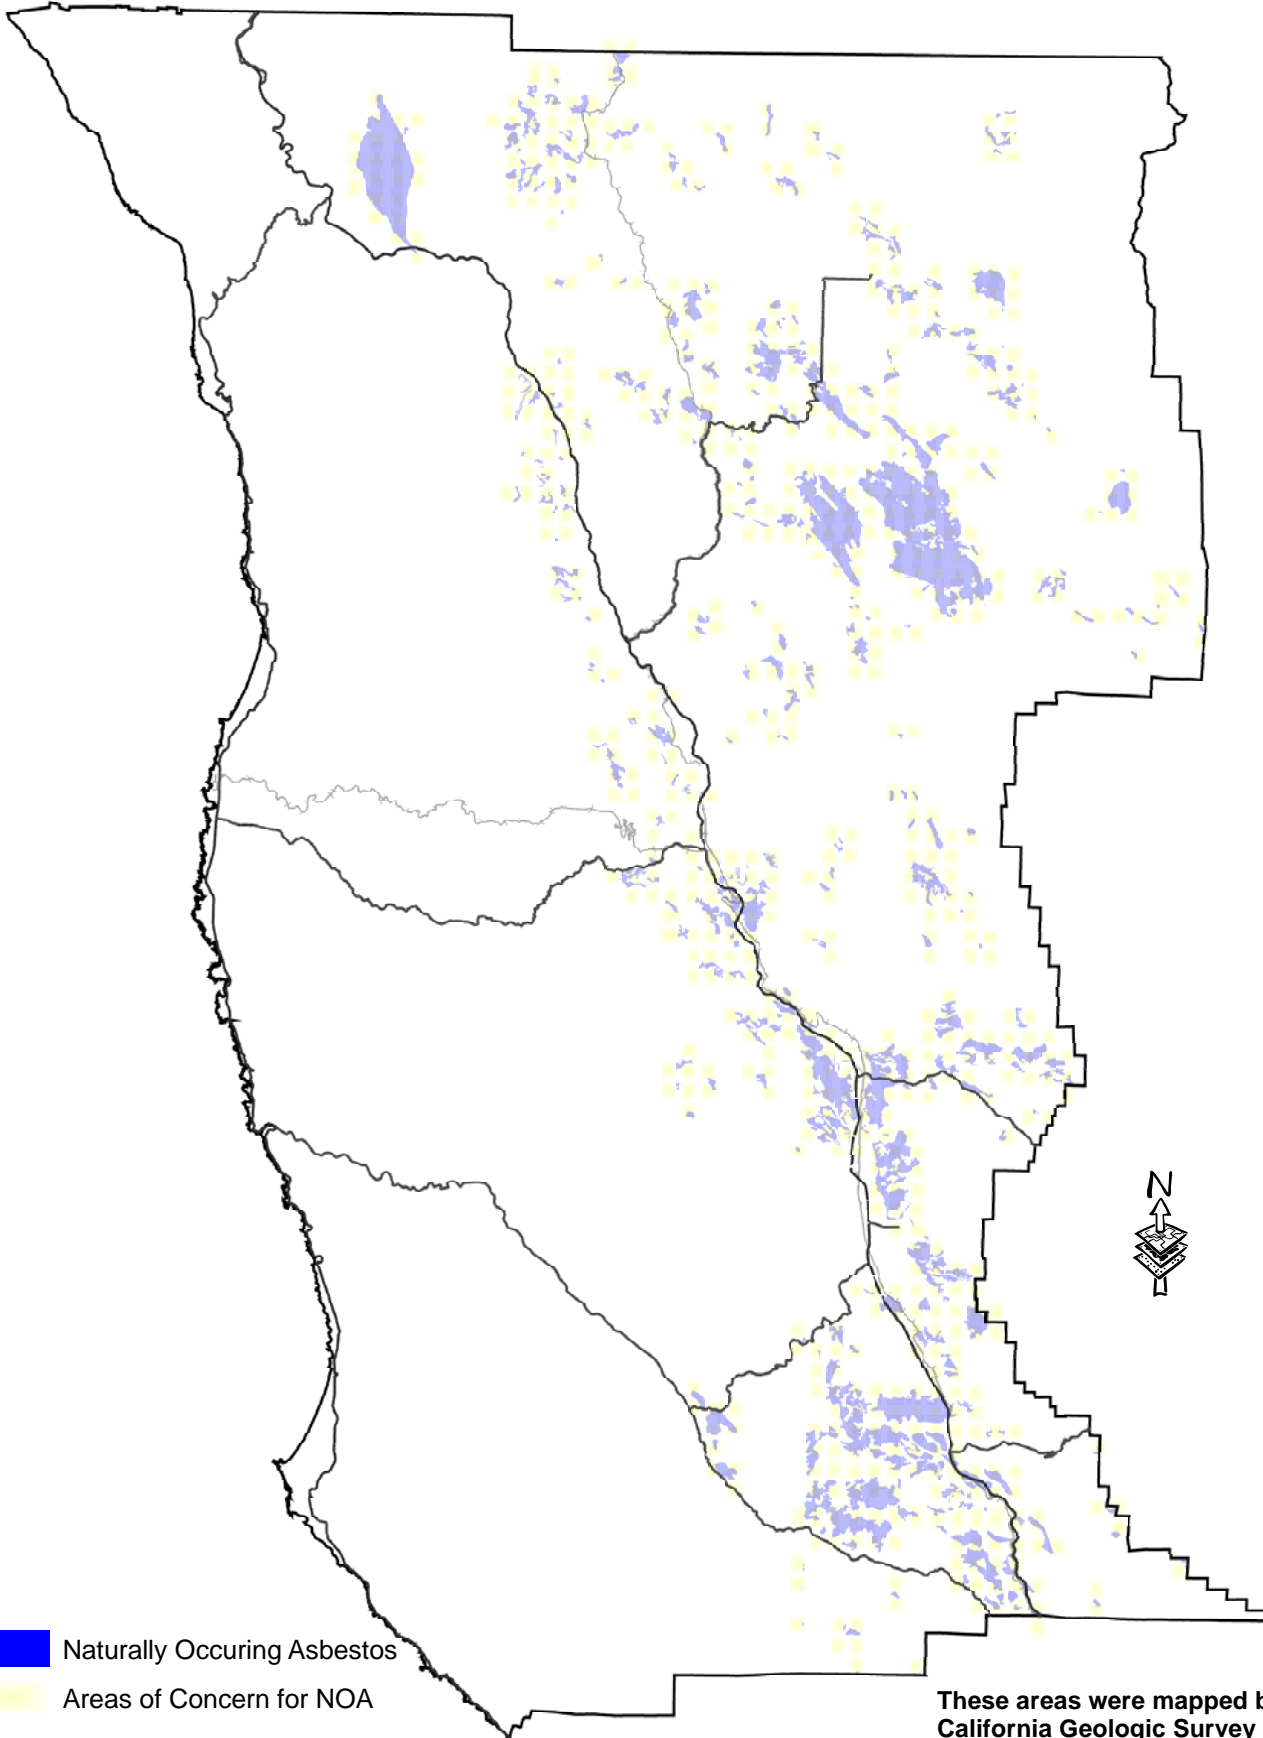 N
Naturally Occuring Asbestos
Areas of Concern for NOA
These areas were mapped b
California Geologic Survey